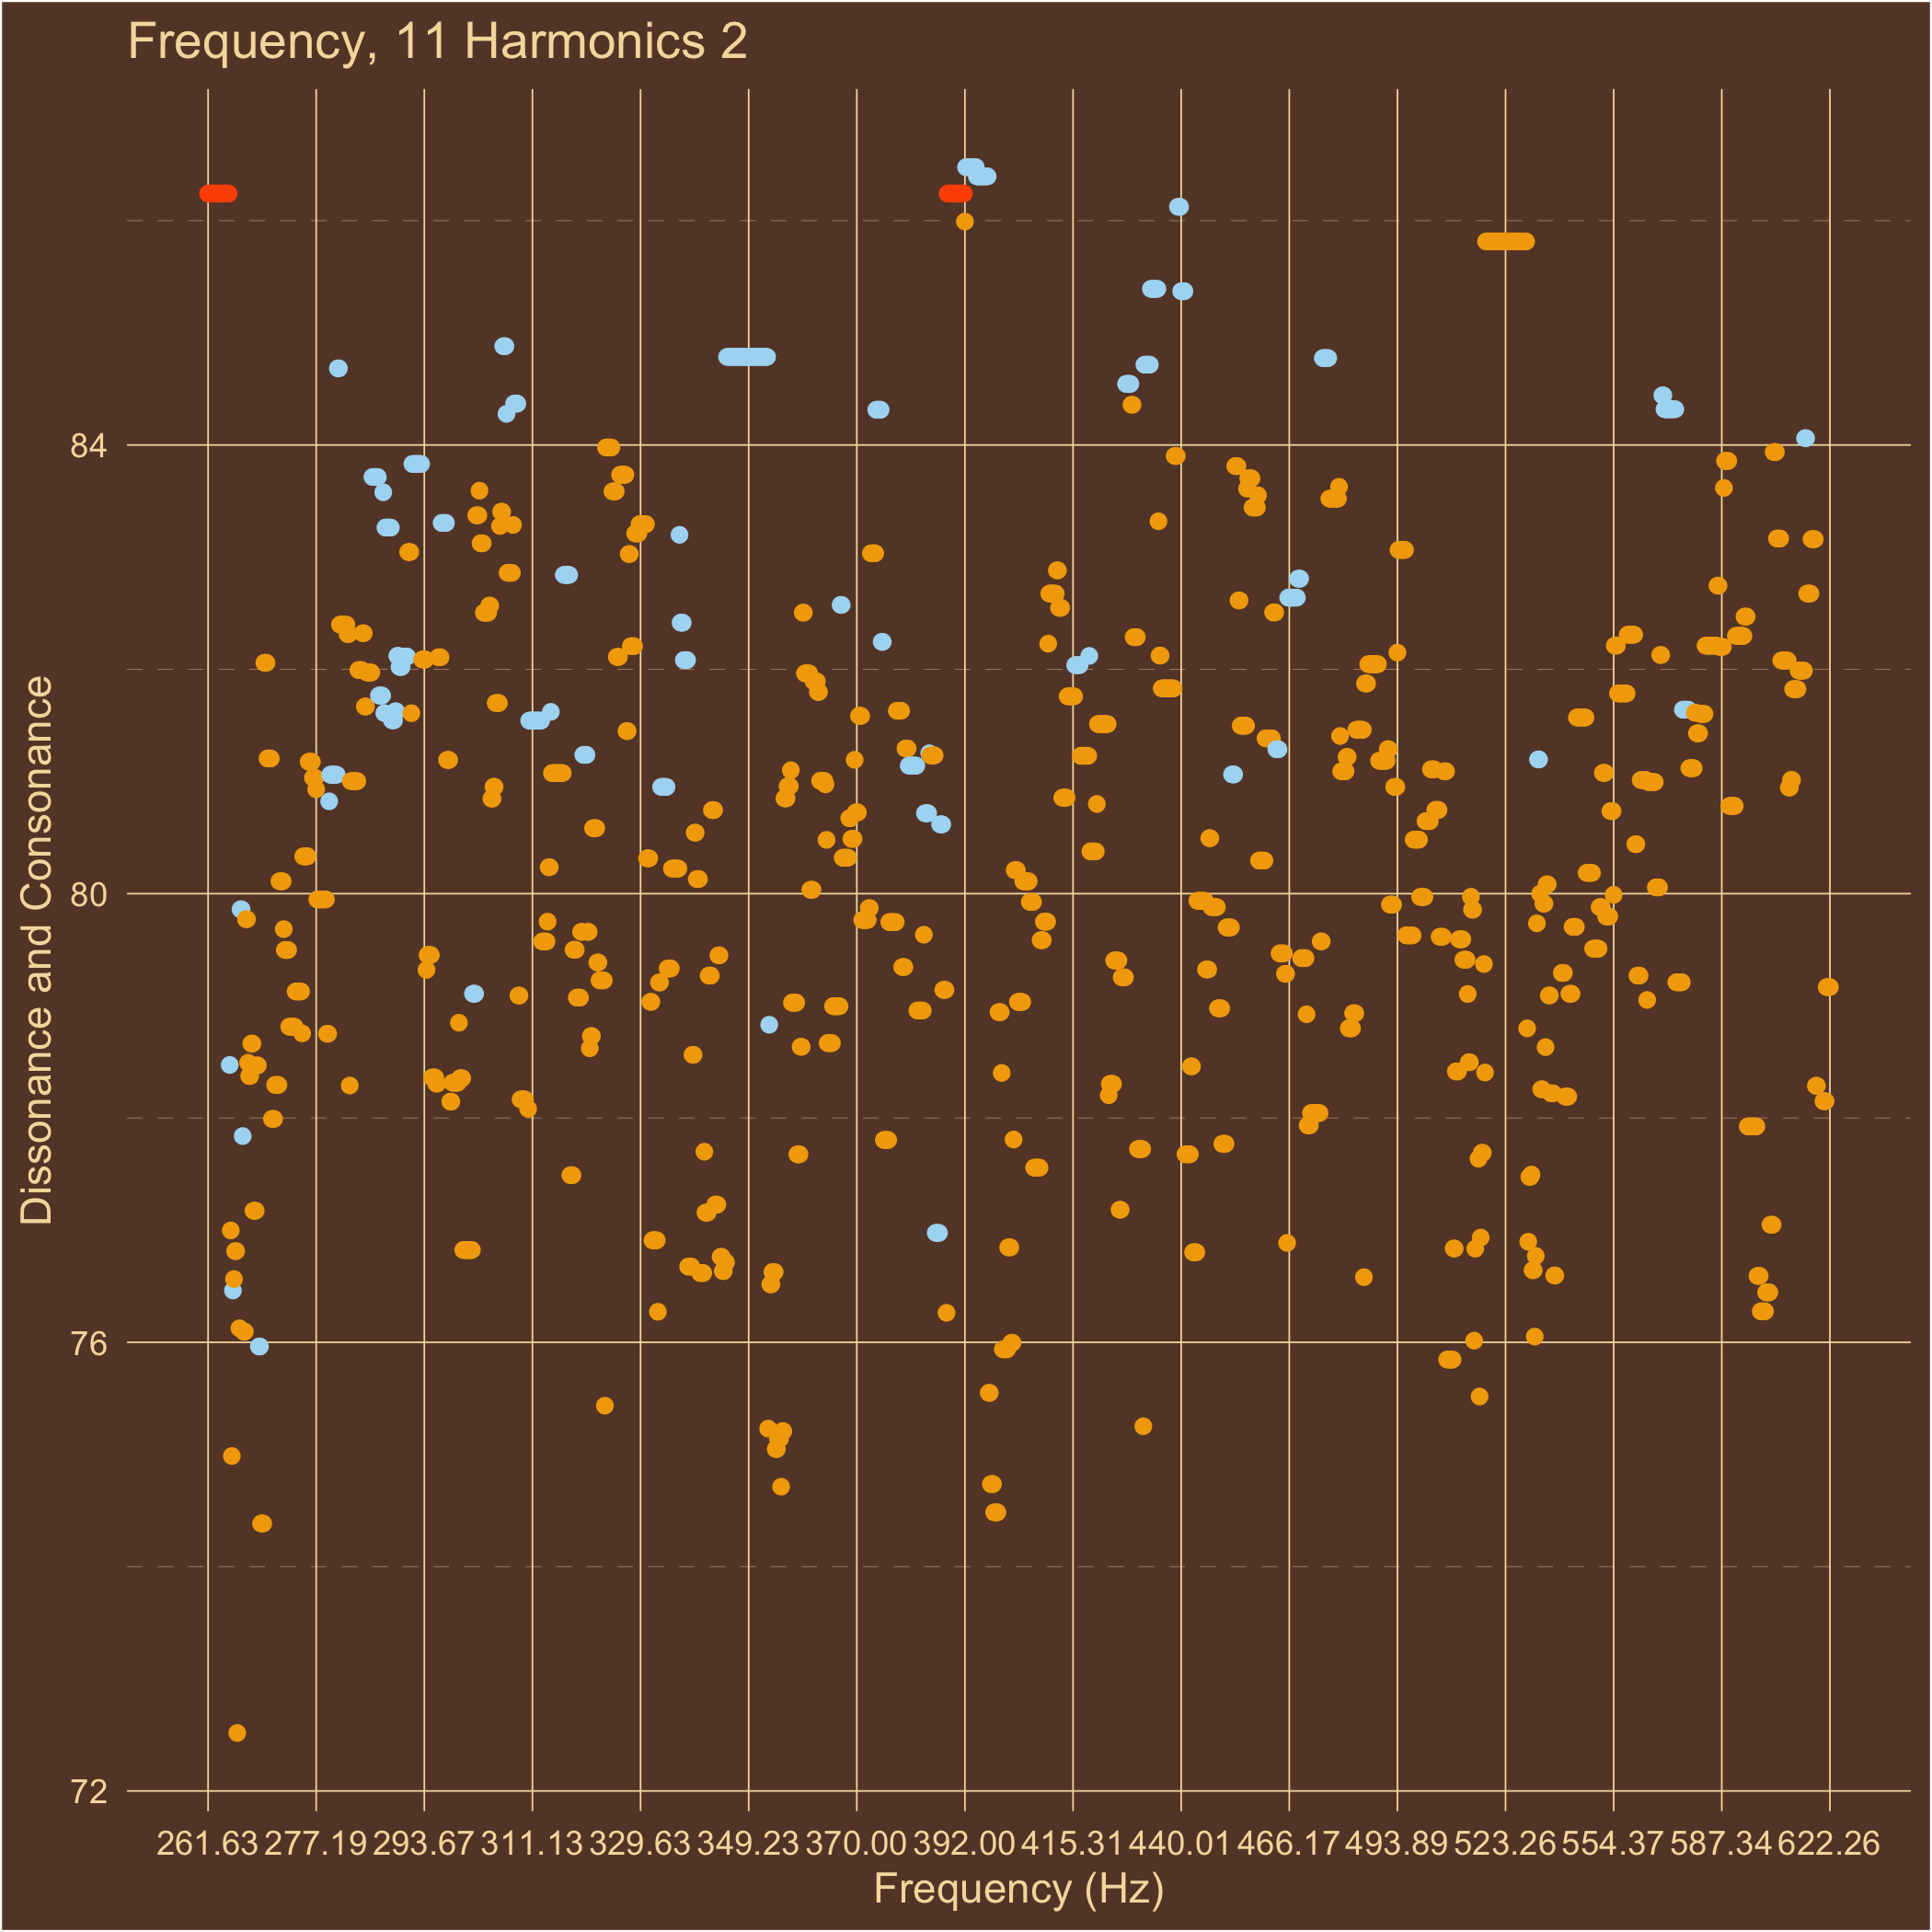 Frequency, 11 Harmonics 2
Dissonance and Consonance
84
80
76
72
261.63 277.19 293.67 311.13 329.63 349.23 370.00 392.00 415.31 440.01 466.17 493.89 523.26 554.37 587.34 622.26
Frequency (Hz)